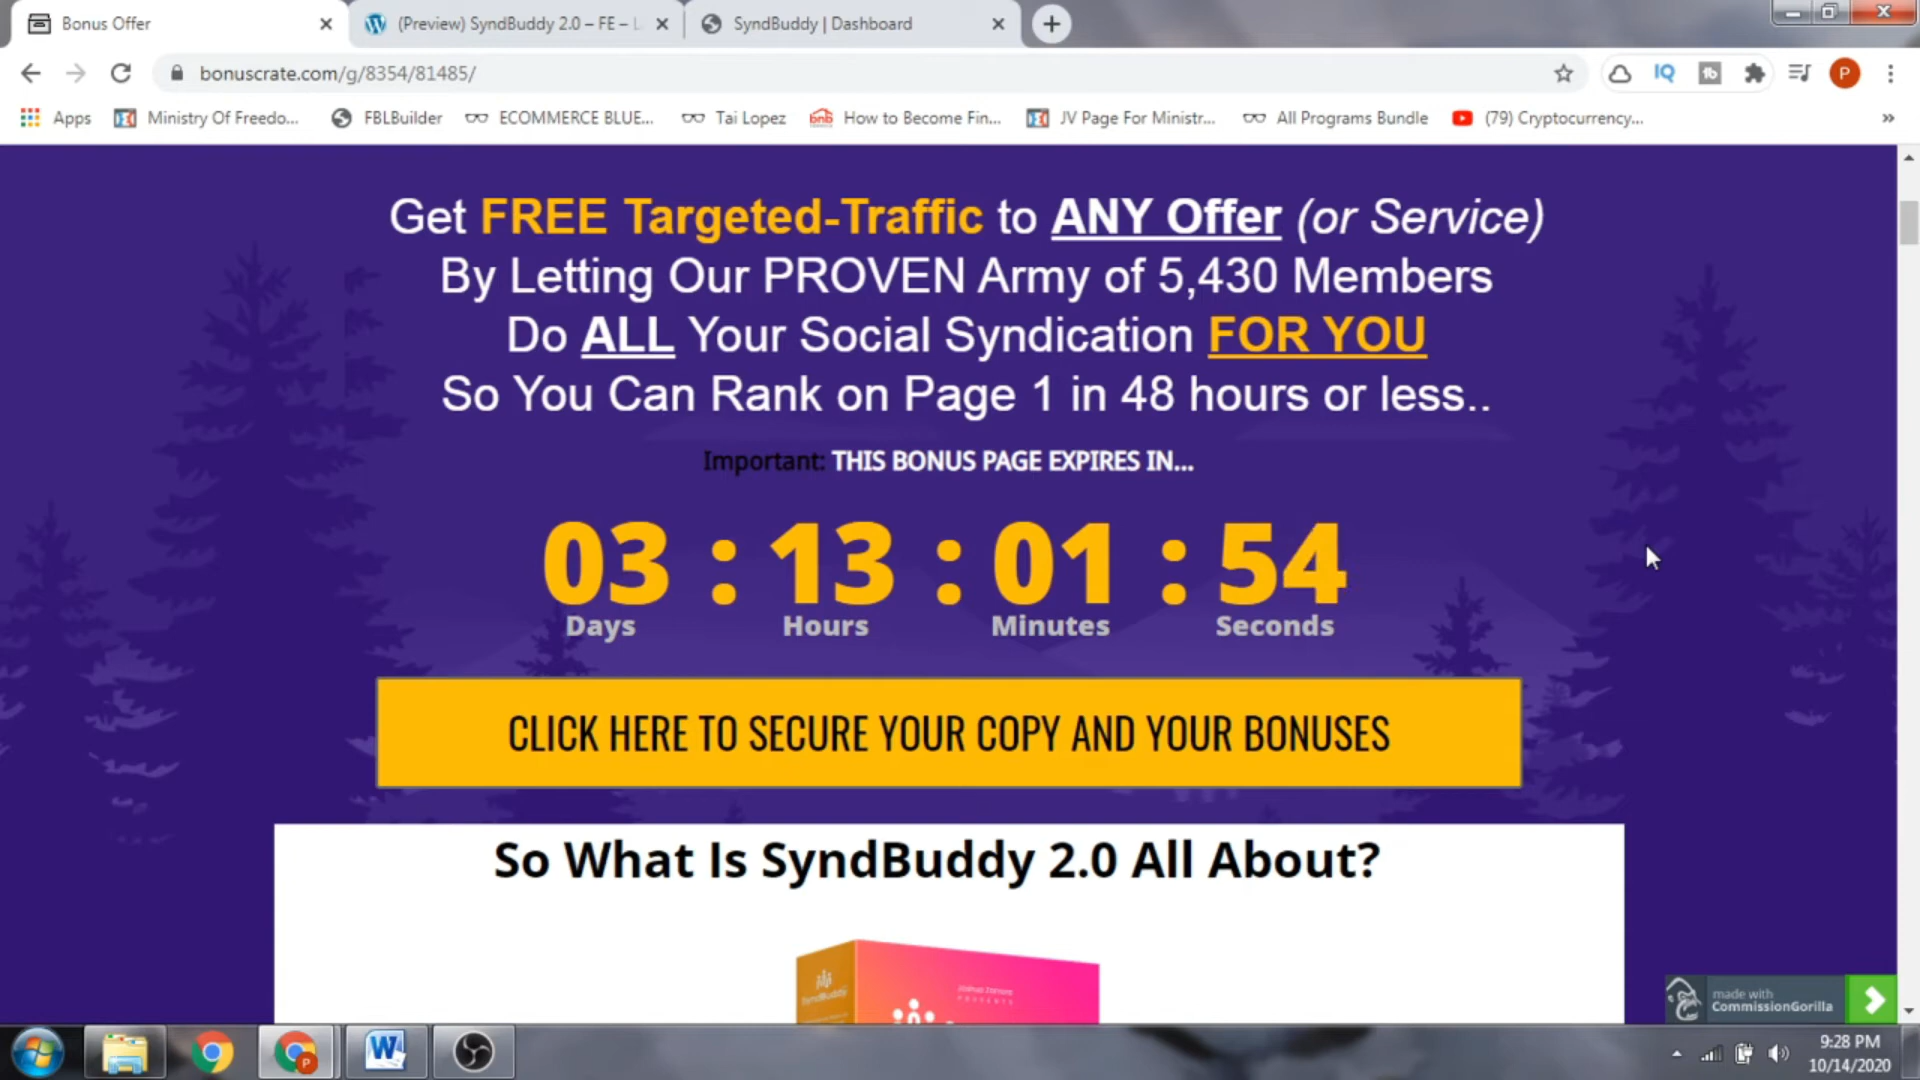 Bonus Offer
(Preview) SyndBuddy 2.0 – FE –
SyndBuddy | Dashboard
bonuscrate.com/g/8354/81485/
P
Apps
Ministry Of Freedo...
FBLBuilder
ECOMMERCE BLUE...
Tai Lopez
How to Become Fin...
JV Page For Ministr...
All Programs Bundle
(79) Cryptocurrency...
Get FREE Targeted-Traffic to ANY Offer (or Service)
By Letting Our PROVEN Army of 5,430 Members
Do ALL Your Social Syndication FOR YOU
So You Can Rank on Page 1 in 48 hours or less..
Important: THIS BONUS PAGE EXPIRES IN...
03 : 13 : 01 : 54
Days Hours Minutes Seconds
CLICK HERE TO SECURE YOUR COPY AND YOUR BONUSES
So What Is SyndBuddy 2.0 All About?
SyndBuddy
made with
CommissionGorilla
9:28 PM
10/14/2020